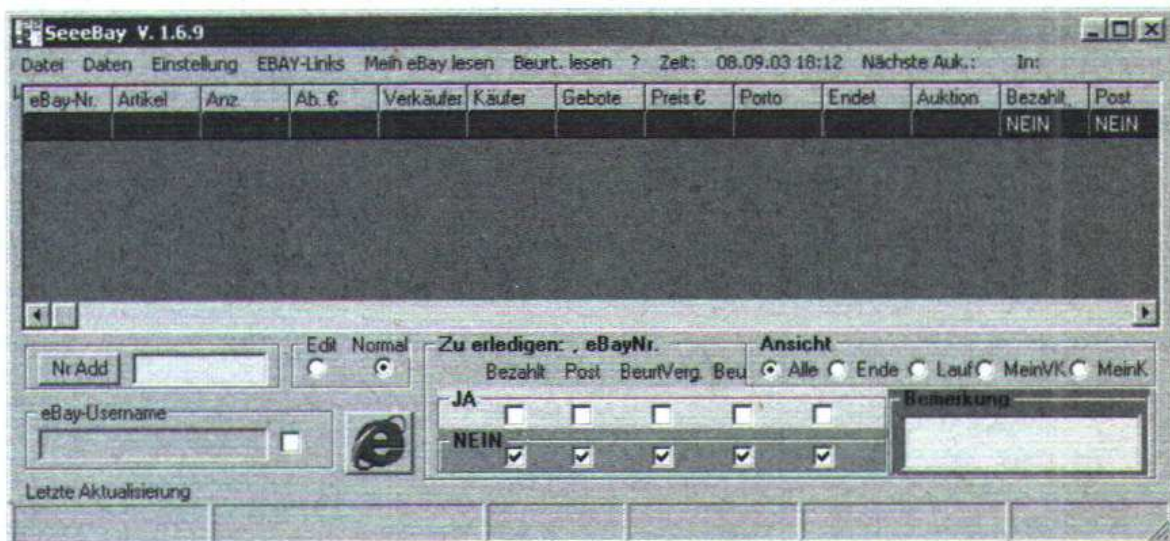 SeeeBay V. 1.6.9
Datei Daten Einstellung EBAY-Links Mein eBay lesen Beurt. lesen ? Zeit: 08.09.03 18:12 Nächste Auk.: In:
eBay-Nr. Artikel Anz. Ab. € Verkäufer Käufer Gebote Preis € Porto Endet Auktion Bezahlt Post
NEIN NEIN
Edit Normal Zu erledigen: , eBayNr. Ansicht
Nr Add Bezahlt Post BeurtVerg. Beu Alle Ende Lauf MeinVK MeinK
JA Bemerkung
eBay-Username
NEIN
Letzte Aktualisierung